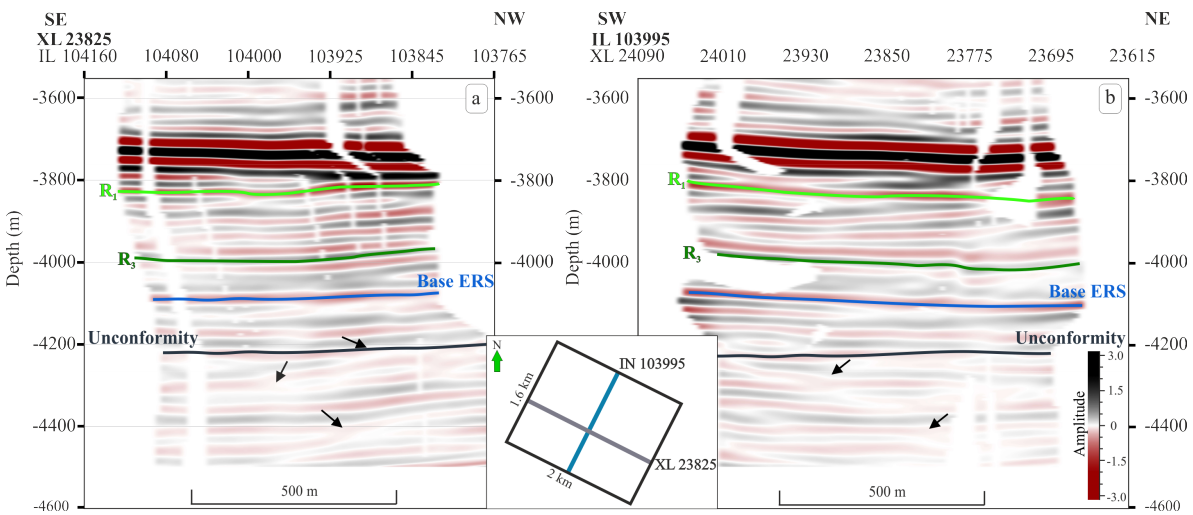 SE NW SW NE
XL 23825 IL 103995
IL 104160 104080 104000 103925 103845 103765 XL 24090 24010 23930 23850 23775 23695 23615
-3600 a -3600 -3600 b -3600
-3800 -3800 -3800 -3800
R1 R1
Depth (m) Depth (m)
R3 R3
-4000 -4000 -4000 -4000
Base ERS Base ERS
Unconformity Unconformity
-4200 -4200 -4200
N
IN 103995
1.6 km
XL 23825
2 km
Amplitude
3.0
1.5
0
-1.5
-3.0
-4400 -4400 -4400
500 m 500 m
-4600 -4600 -4600